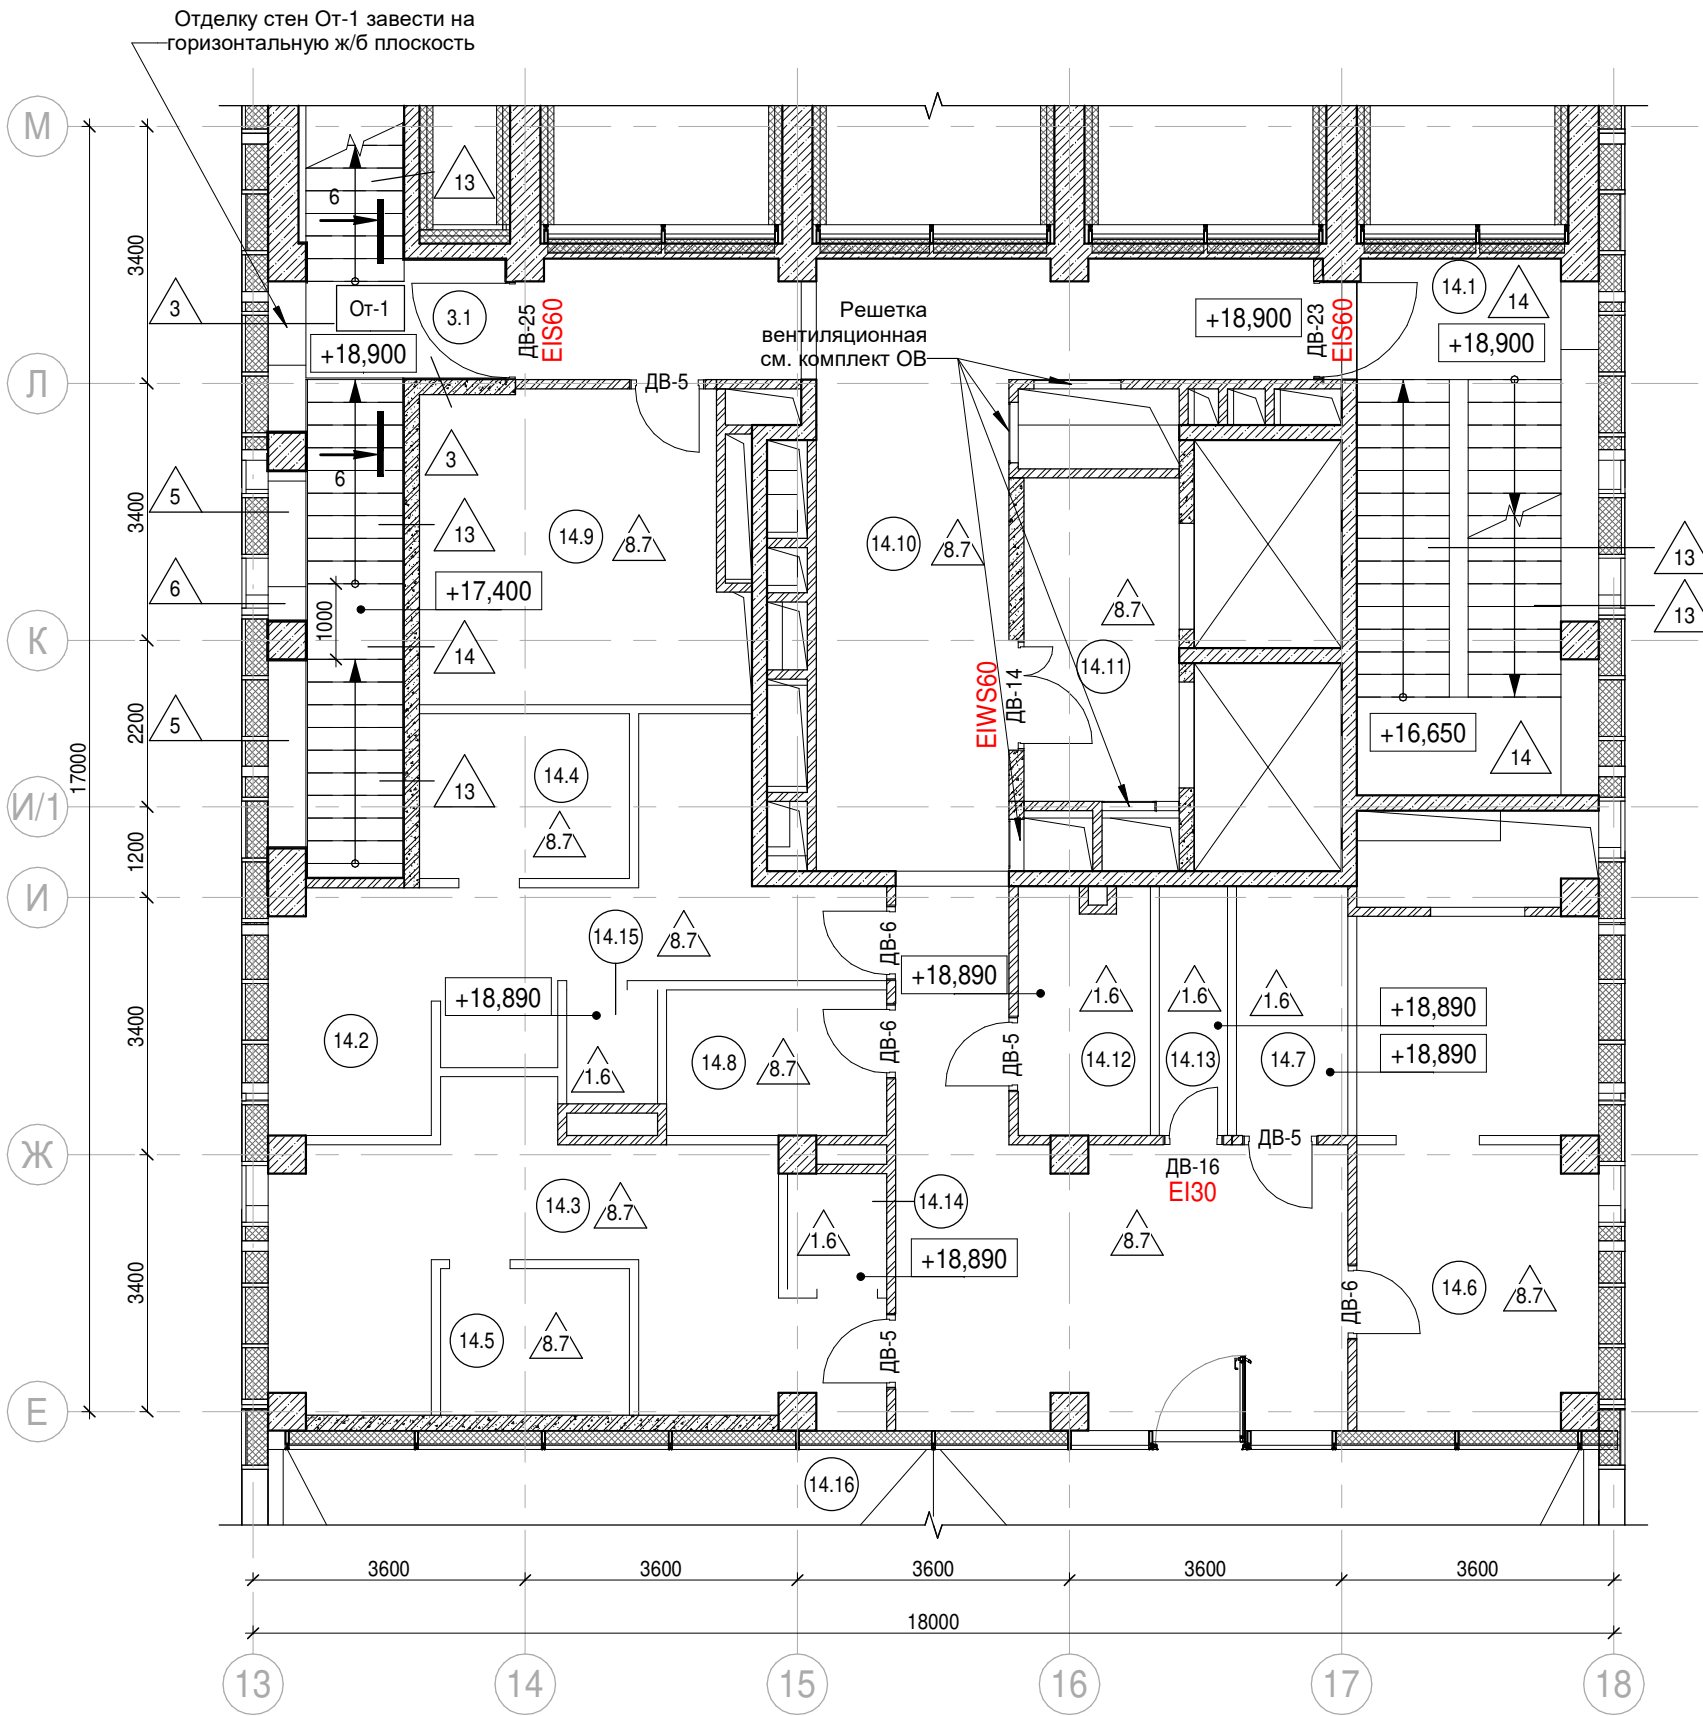 Отделку стен От-1 завести на
горизонтальную ж/б плоскость
М
13
6
3400
3
От-1
3.1
ДВ-25
EIS60
Решетка
вентиляционная
см. комплект ОВ
+18,900
ДВ-23
EIS60
14.1
14
+18,900
+18,900
Л
ДВ-5
3
6
5
3400
13
14.9
8.7
14.10
8.7
13
6
+17,400
1000
8.7
13
К
14
14.11
EIWS60
ДВ-14
5
2200
17000
+16,650
14
14.4
13
И/1
8.7
1200
И
14.15
8.7
ДВ-6
+18,890
+18,890
1.6
1.6
1.6
+18,890
3400
14.2
1.6
14.8
8.7
ДВ-6
ДВ-5
14.12
14.13
14.7
+18,890
Ж
ДВ-5
ДВ-16
EI30
14.3
8.7
14.14
1.6
8.7
+18,890
3400
14.5
8.7
ДВ-5
ДВ-6
14.6
8.7
Е
14.16
3600
3600
3600
3600
3600
18000
13
14
15
16
17
18